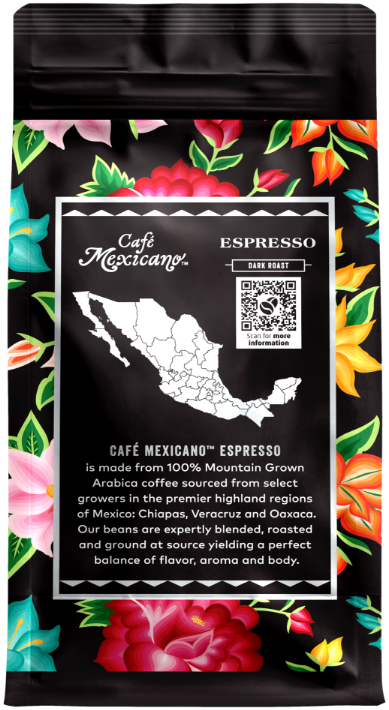 Café
Mexicano™
ESPRESSO
DARK ROAST
Scan for more
information
CAFÉ MEXICANO™ ESPRESSO
is made from 100% Mountain Grown
Arabica coffee sourced from select
growers in the premier highland regions
of Mexico: Chiapas, Veracruz and Oaxaca.
Our beans are expertly blended, roasted
and ground at source yielding a perfect
balance of flavor, aroma and body.